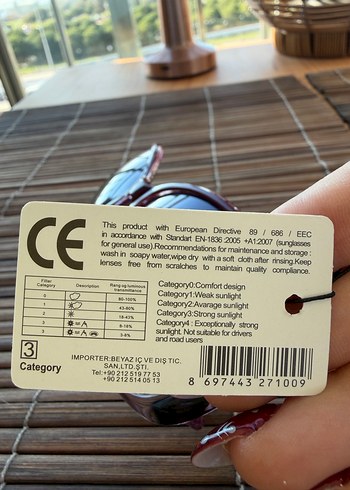 CE
This product with European Directive 89 / 686 / EEC
in accordance with Standart EN-1836:2005 +A1:2007 (sunglasses
for general use).Recommendations for maintenance and storage:
wash in soapy water,wipe dry with a soft cloth after rinsing.Keep
lenses free from scralches to maintain quality compliance.
Filter Category Description Rang-og luminous transmittance
0 80-100%
1 43-80%
2 18-43%
3 8-18%
4 3-8%
Category0:Comfort design
Category1:Weak sunlight
Category2:Avarage sunlight
Category3:Strong sunlight
Category4 : Exceptionally strong
sunlight. Not suitable for drivers
and road users
3
Category
IMPORTER:BEYAZ İÇ VE DIŞ TİC.
SAN,LTD.ŞTİ.
Tel:+90 212 519 77 53
+90 212 514 05 13
8 697443 271009